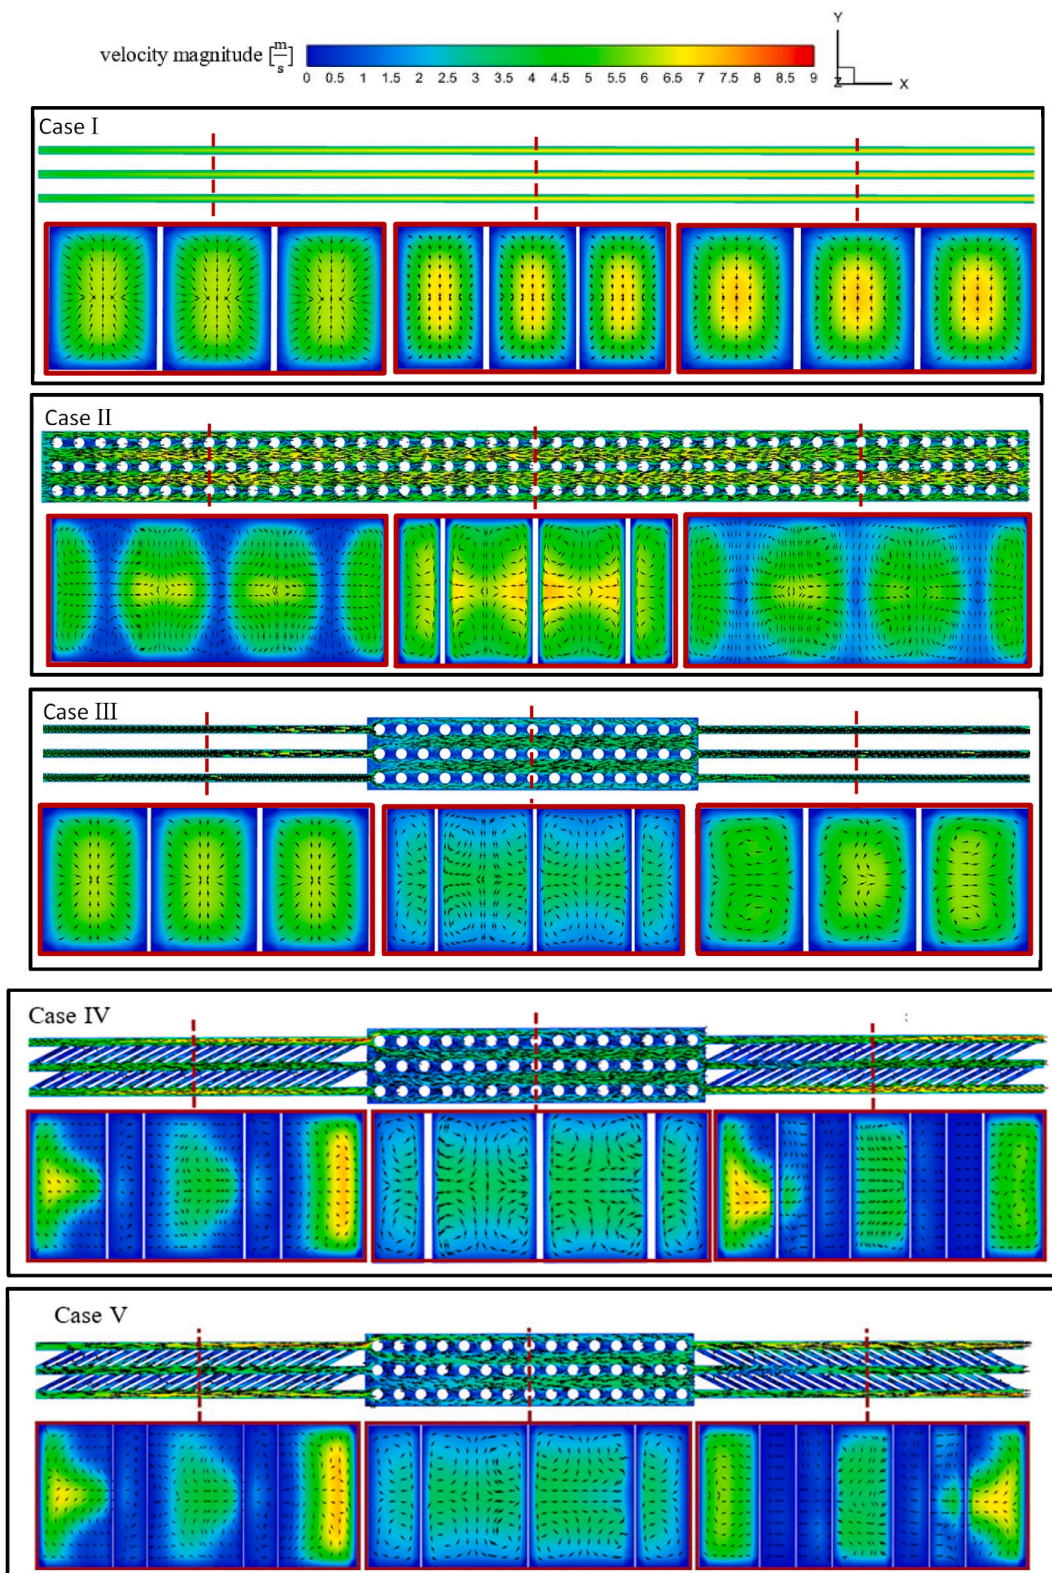 velocity magnitude [m/s]
0 0.5 1 1.5 2 2.5 3 3.5 4 4.5 5 5.5 6 6.5 7 7.5 8 8.5 9
Y
Z
X
Case I
Case II
Case III
Case IV
Case V